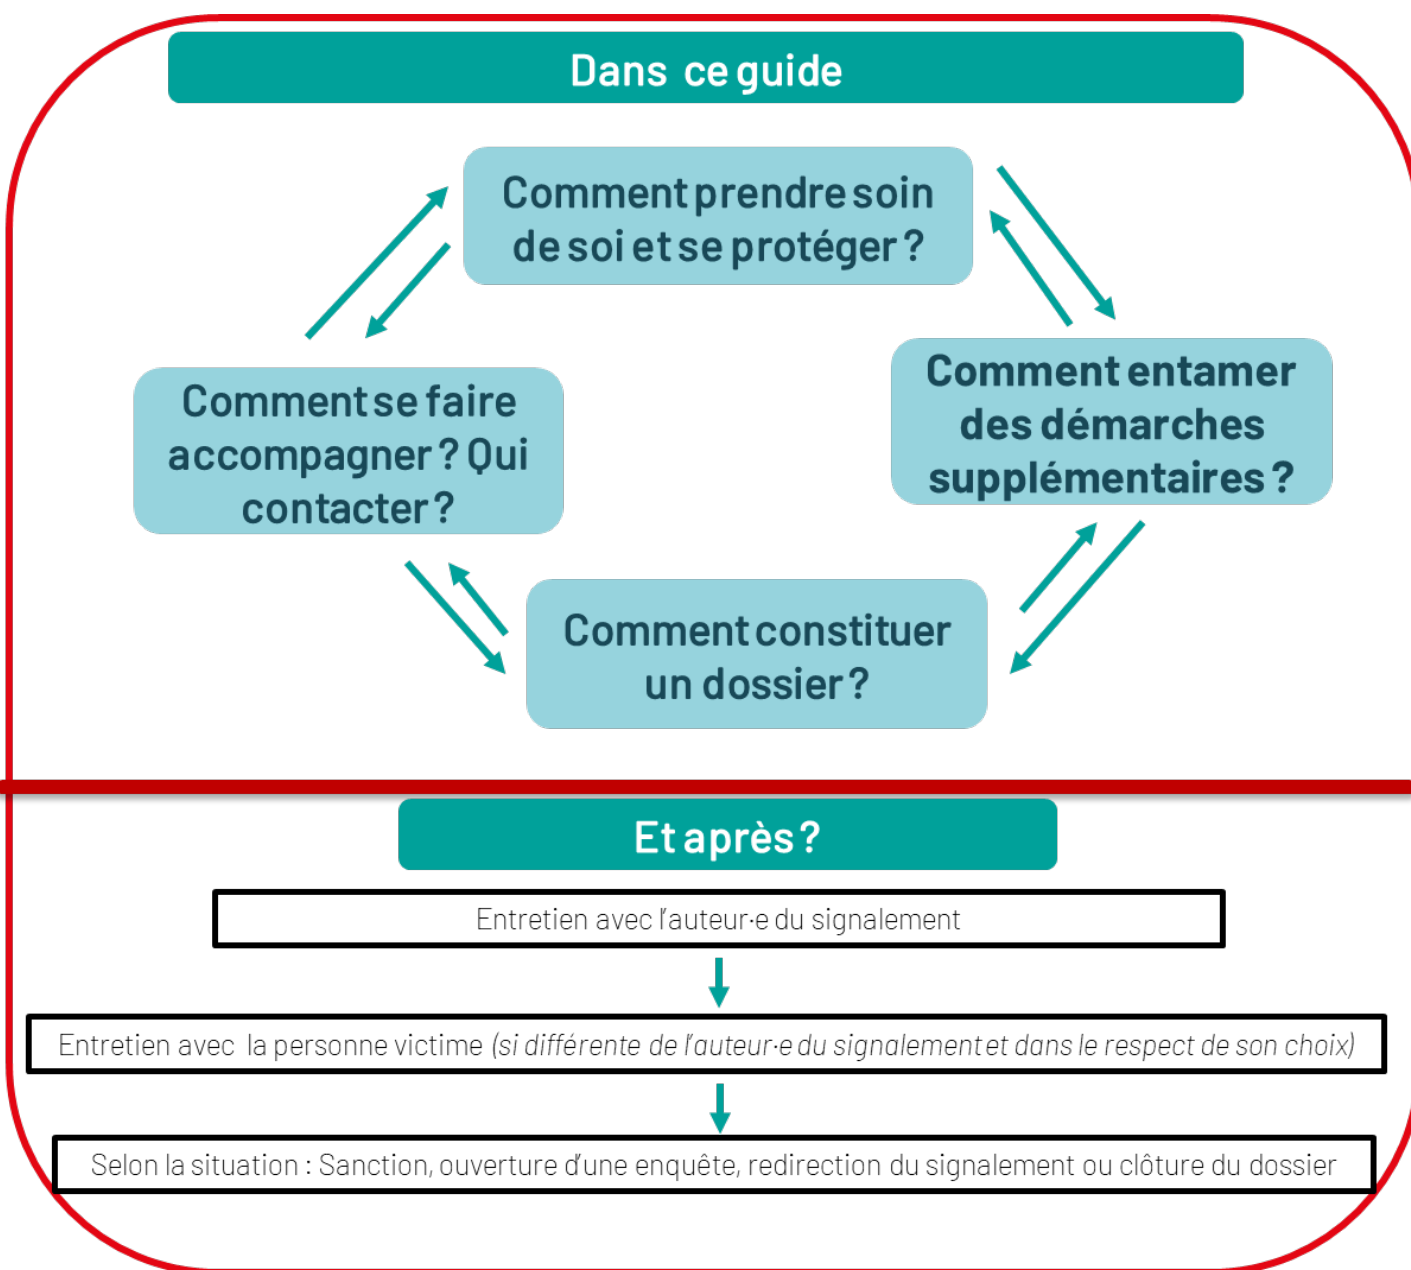 Dans ce guide
Comment prendre soin
de soi et se protéger ?
Comment se faire
accompagner ? Qui
contacter ?
Comment entamer
des démarches
supplémentaires ?
Comment constituer
un dossier ?
Et après ?
Entretien avec l'auteur·e du signalement
Entretien avec la personne victime (si différente de l'auteur·e du signalement et dans le respect de son choix)
Selon la situation : Sanction, ouverture d'une enquête, redirection du signalement ou clôture du dossier